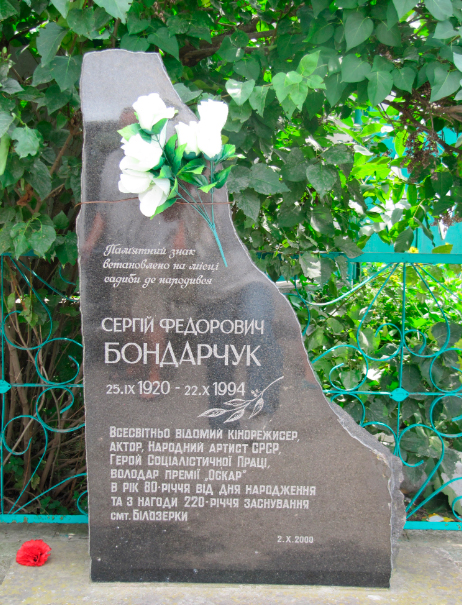 Пам'ятний знак
встановлено на місці
садиби де народився
СЕРГІЙ ФЕДОРОВИЧ
БОНДАРЧУК
25.IX 1920 - 22.X 1994
Всесвітньо відомий кінорежисер,
актор, Народний артист СРСР,
Герой Соціалістичної Праці,
володар премії „Оскар"
в рік 80-річчя від дня народження
та з нагоди 220-річчя заснування
смт. Білозерки
2.X.2000